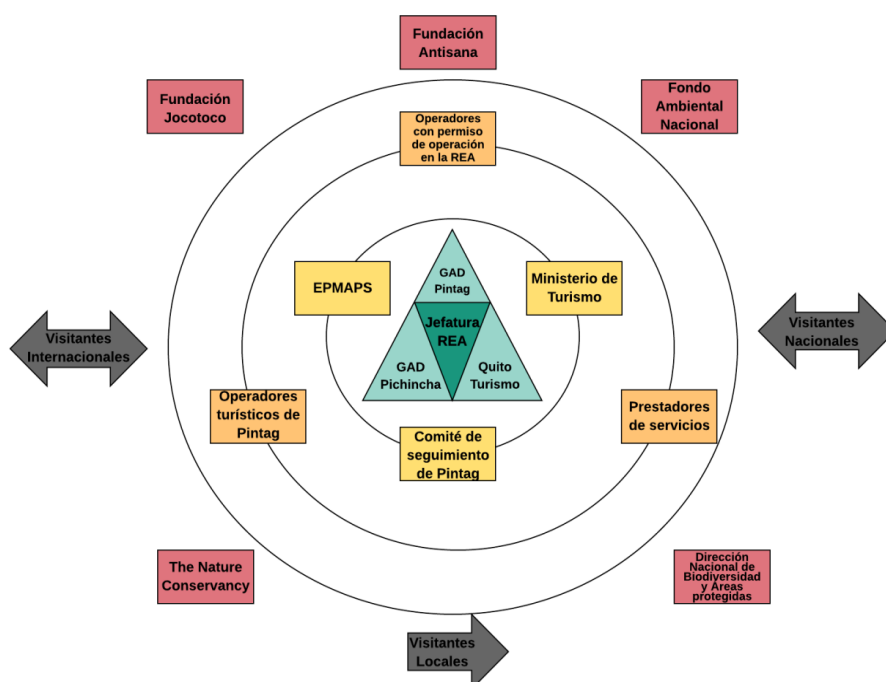 Fundación
Antisana
Fundación
Jocotoco
Fondo
Ambiental
Nacional
Operadores
con permiso
de operación
en la REA
GAD
Pintag
EPMAPS
Ministerio de
Turismo
Jefatura
REA
GAD
Pichincha
Quito
Turismo
Visitantes
Internacionales
Visitantes
Nacionales
Operadores
turísticos de
Pintag
Prestadores
de servicios
Comité de
seguimiento
de Pintag
The Nature
Conservancy
Dirección
Nacional de
Biodiversidad
y Áreas
protegidas
Visitantes
Locales